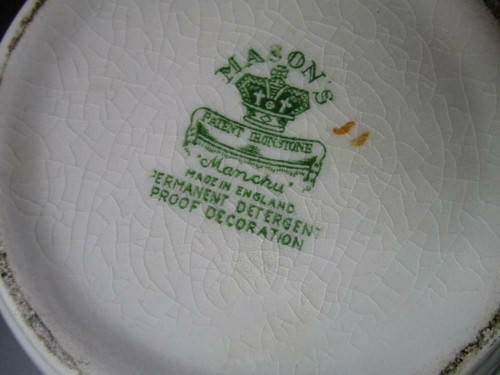 MASON'S
PATENT IRONSTONE
"Manchu"
MADE IN ENGLAND
PERMANENT DETERGENT
PROOF DECORATION